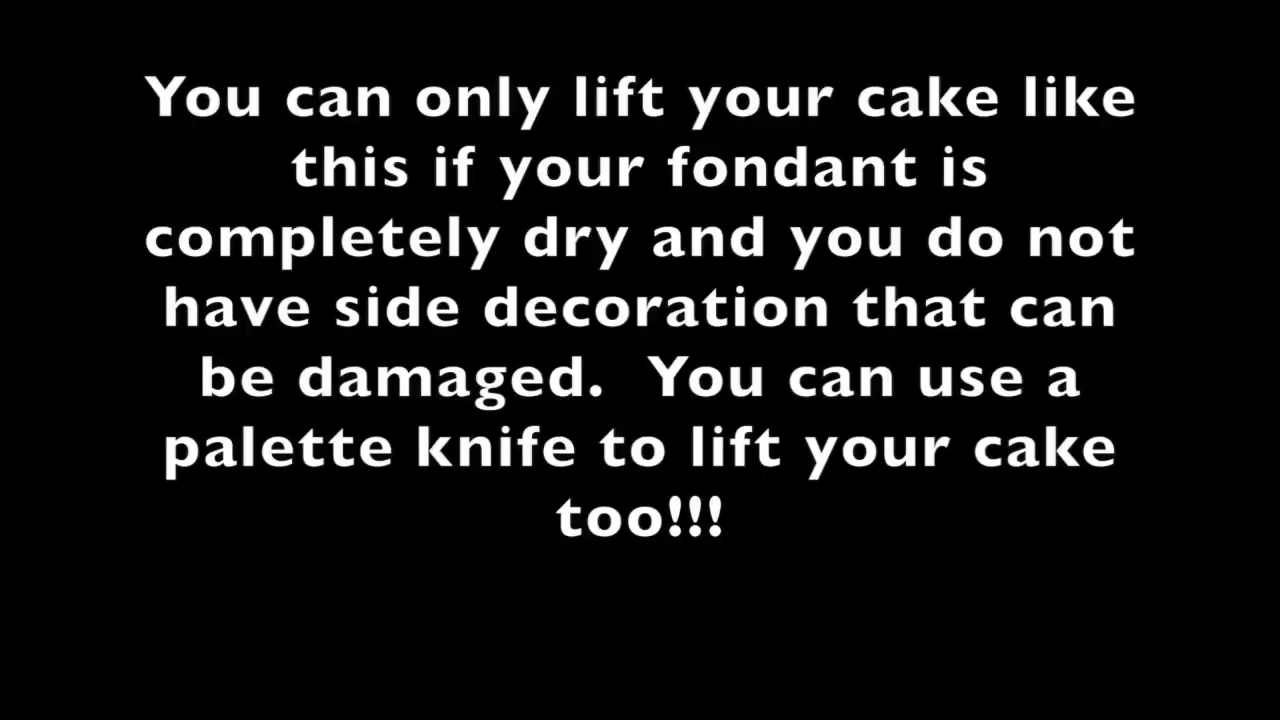 You can only lift your cake like
this if your fondant is
completely dry and you do not
have side decoration that can
be damaged.  You can use a
palette knife to lift your cake
too!!!